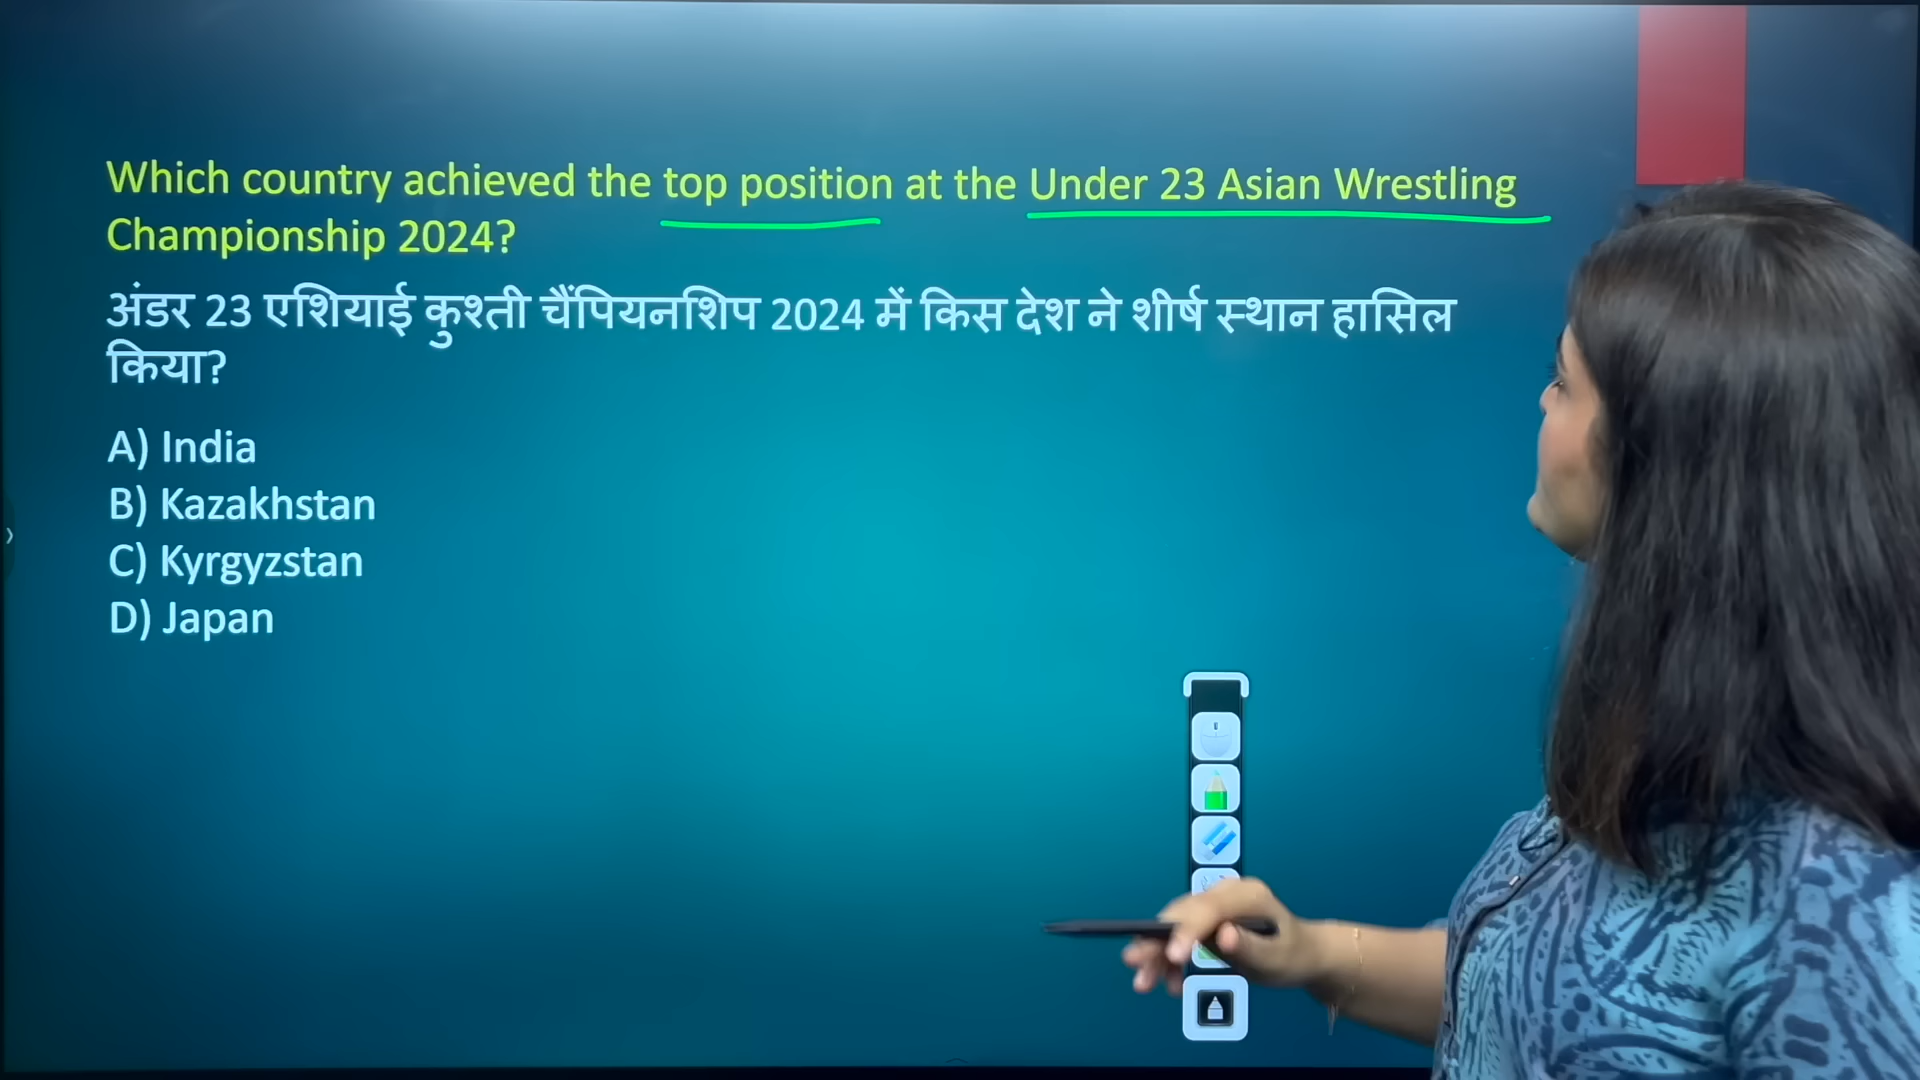 Which country achieved the top position at the Under 23 Asian Wrestling
Championship 2024?
अंडर 23 एशियाई कुश्ती चैंपियनशिप 2024 में किस देश ने शीर्ष स्थान हासिल
किया?
A) India
B) Kazakhstan
C) Kyrgyzstan
D) Japan